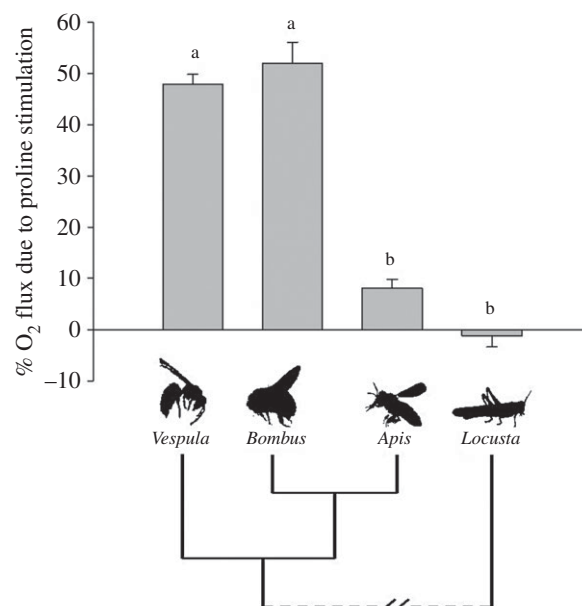 60
50
40
30
20
10
0
–10
% O₂ flux due to proline stimulation
a
a
b
b
Vespula Bombus Apis Locusta